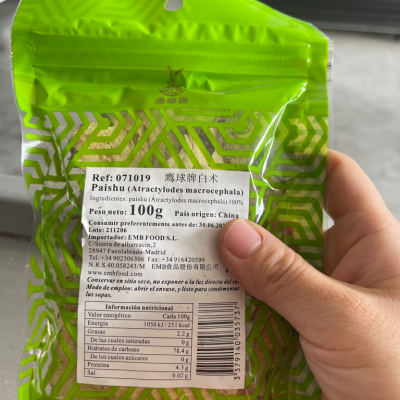 Ref: 071019 鹰球牌白术
Paishu (Atractylodes macrocephala)
Ingredientes: paishu (Atractylodes macrocephala) 100%
Peso neto: 100g País origen: China
Consumir preferentemente antes de: 30.06.20
Lote: 211206
Importador: EMB FOOD S.L.
C/Sierra de albarracin,2
28947 Fuenlabrada-Madrid
Tel:+34 902306306 Fax: +34 916420599
N.R.S.40.058243/M EMB食品股份有限公司
www.embfood.com
Conservar en sitio seco, no exponer a la luz directa del sol.
Modo de empleo: abrir el envase, y listo para condimentar
las sopas.
Información nutricional
Valor energético Cada 100g
Energía 1050 kJ / 251 kcal
Grasas 2.2 g
De las cuales saturadas 0 g
Hidratos de carbono 78.4 g
De los cuales azúcares 0 g
Proteína 4.3 g
Sal 0.02 g
3 379140 035737